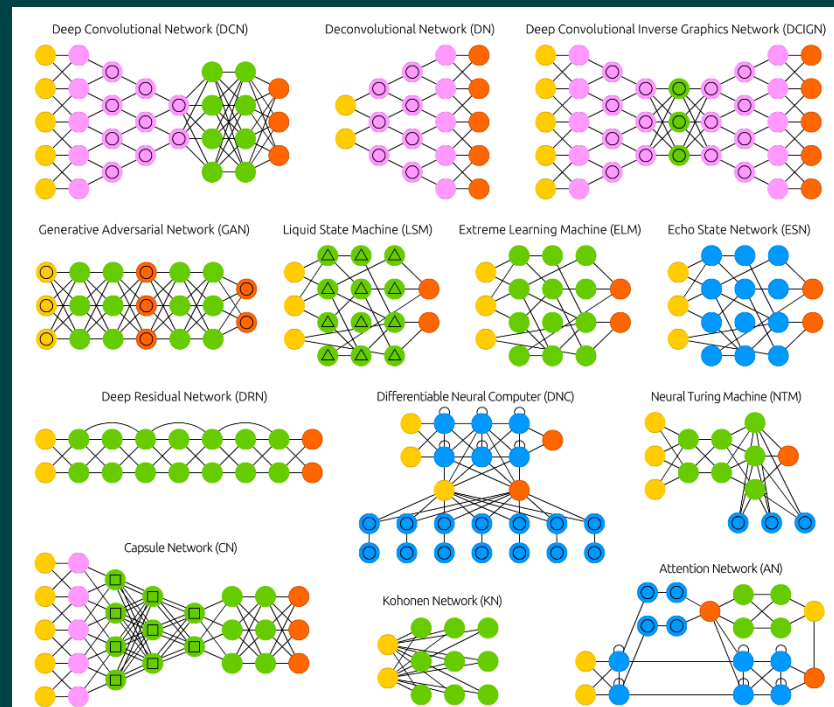 Deep Convolutional Network (DCN)
Deconvolutional Network (DN)
Deep Convolutional Inverse Graphics Network (DCIGN)
Generative Adversarial Network (GAN)
Liquid State Machine (LSM)
Extreme Learning Machine (ELM)
Echo State Network (ESN)
Deep Residual Network (DRN)
Differentiable Neural Computer (DNC)
Neural Turing Machine (NTM)
Capsule Network (CN)
Kohonen Network (KN)
Attention Network (AN)